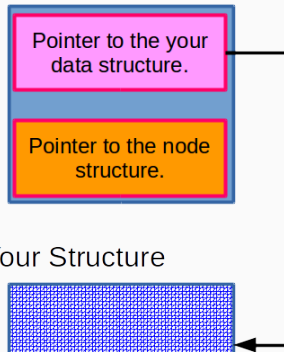 Pointer to the your
data structure.
Pointer to the node
structure.
our Structure